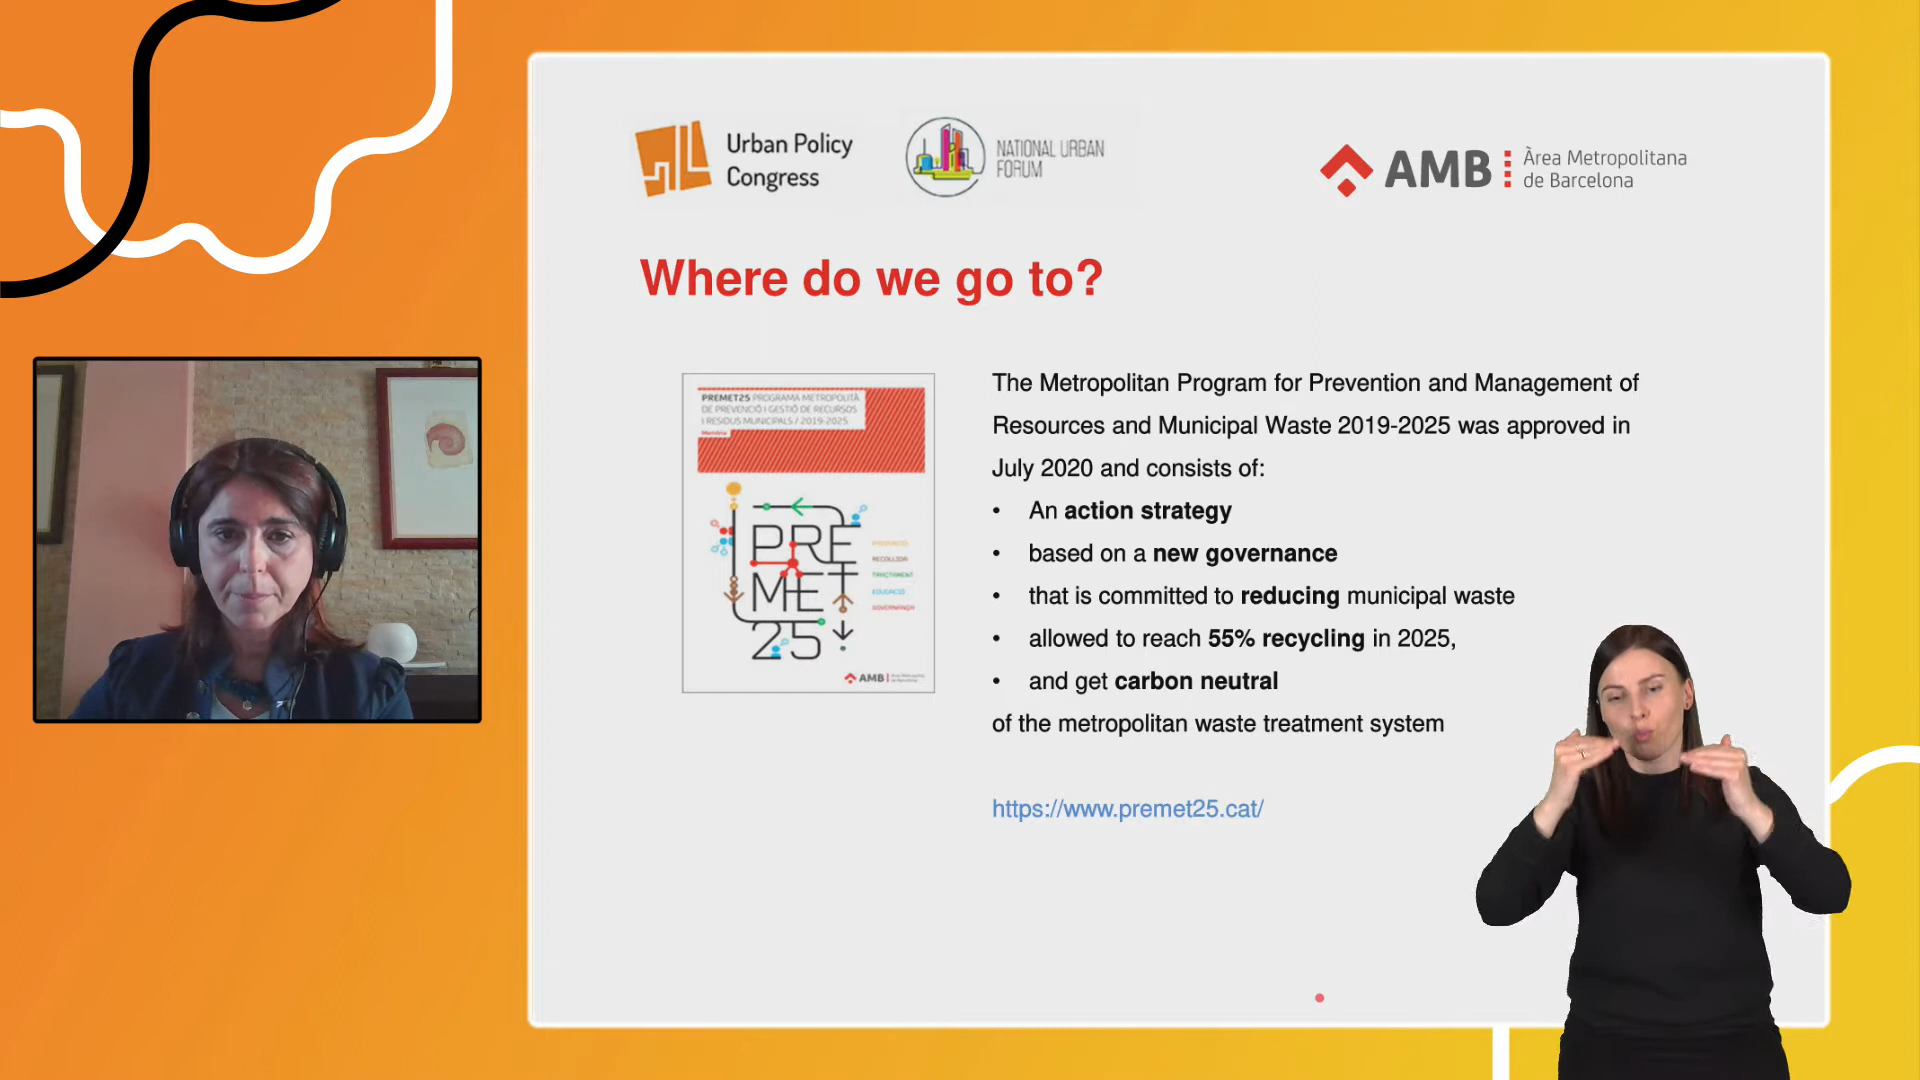 Urban Policy
Congress
NATIONAL URBAN
FORUM
AMB
Àrea Metropolitana
de Barcelona
Where do we go to?
PREMET25 PROGRAMA METROPOLITÀ
DE PREVENCIÓ I GESTIÓ DE RECURSOS
I RESIDUS MUNICIPALS / 2019-2025
PRE
MET
25
RECOLLIDA
TRACTAMENT
EDUCACIÓ
GOVERNANÇA
AMB
The Metropolitan Program for Prevention and Management of
Resources and Municipal Waste 2019-2025 was approved in
July 2020 and consists of:
• An action strategy
• based on a new governance
• that is committed to reducing municipal waste
• allowed to reach 55% recycling in 2025,
• and get carbon neutral
of the metropolitan waste treatment system
https://www.premet25.cat/